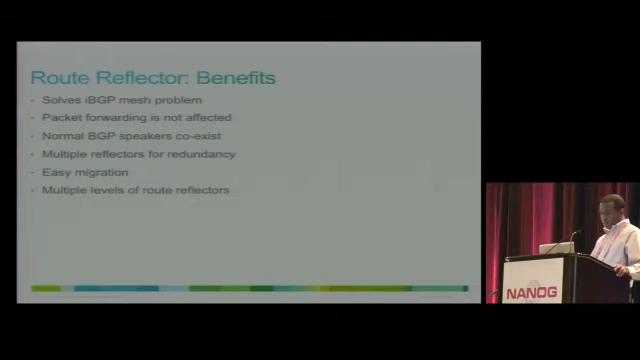 Route Reflector: Benefits
Solves iBGP mesh problem
Packet forwarding is not affected
Normal BGP speakers co-exist
Multiple reflectors for redundancy
Easy migration
Multiple levels of route reflectors
NANOG